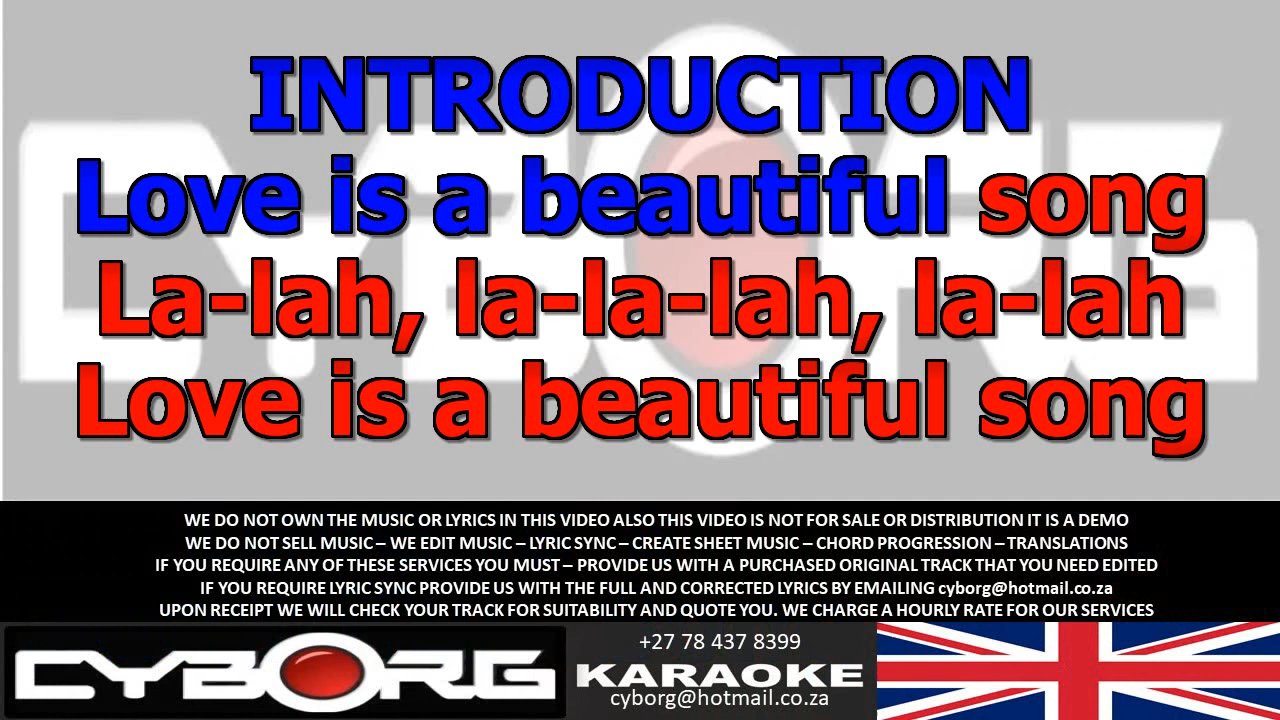 INTRODUCTION
Love is a beautiful song
La-lah, la-la-lah, la-lah
Love is a beautiful song
WE DO NOT OWN THE MUSIC OR LYRICS IN THIS VIDEO ALSO THIS VIDEO IS NOT FOR SALE OR DISTRIBUTION IT IS A DEMO
WE DO NOT SELL MUSIC – WE EDIT MUSIC – LYRIC SYNC – CREATE SHEET MUSIC – CHORD PROGRESSION – TRANSLATIONS
IF YOU REQUIRE ANY OF THESE SERVICES YOU MUST – PROVIDE US WITH A PURCHASED ORIGINAL TRACK THAT YOU NEED EDITED
IF YOU REQUIRE LYRIC SYNC PROVIDE US WITH THE FULL AND CORRECTED LYRICS BY EMAILING cyborg@hotmail.co.za
UPON RECEIPT WE WILL CHECK YOUR TRACK FOR SUITABILITY AND QUOTE YOU. WE CHARGE A HOURLY RATE FOR OUR SERVICES
CYBORG
+27 78 437 8399
KARAOKE
cyborg@hotmail.co.za